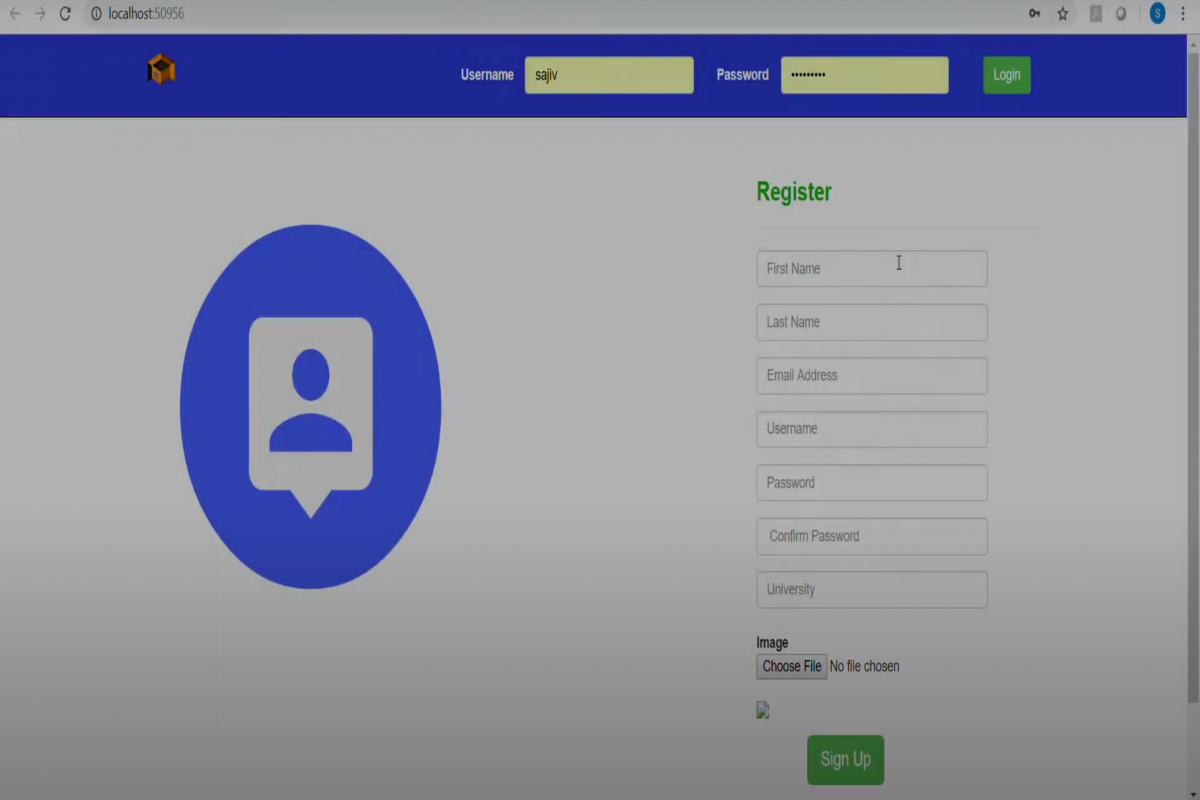 localhost:50956
S
Username sajiv Password ••••••••• Login
Register
First Name
Last Name
Email Address
Username
Password
Confirm Password
University
Image
Choose File No file chosen
Sign Up